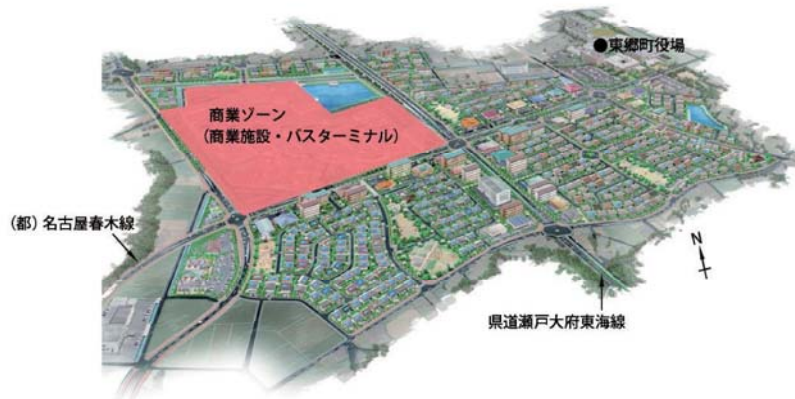 ●東郷町役場
商業ゾーン
(商業施設・バスターミナル)
(都)名古屋春木線
N
県道瀬戸大府東海線